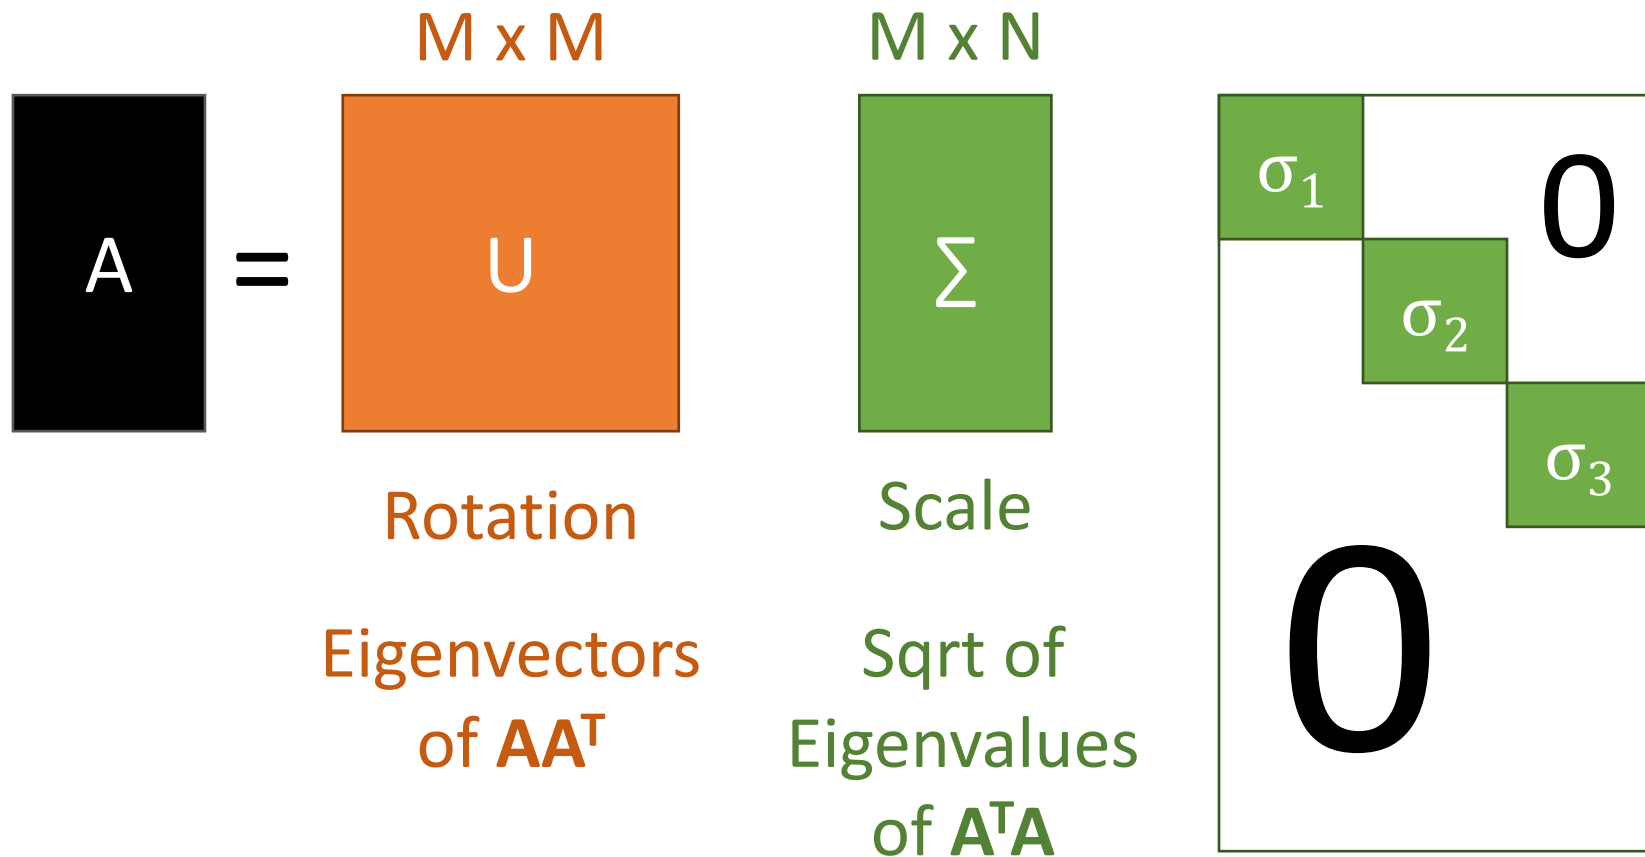 M x M
M x N
A
=
U
∑
σ1
0
σ2
σ3
0
Rotation
Scale
Eigenvectors
of AAᵀ
Sqrt of
Eigenvalues
of AᵀA